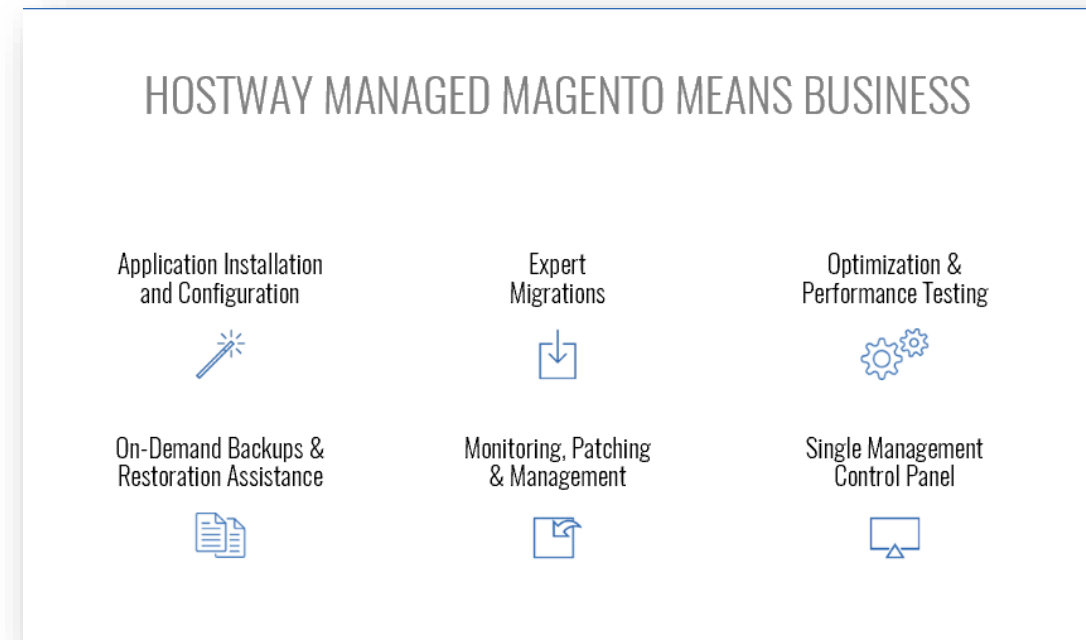 HOSTWAY MANAGED MAGENTO MEANS BUSINESS
Application Installation
and Configuration
Expert
Migrations
Optimization &
Performance Testing
On-Demand Backups &
Restoration Assistance
Monitoring, Patching
& Management
Single Management
Control Panel